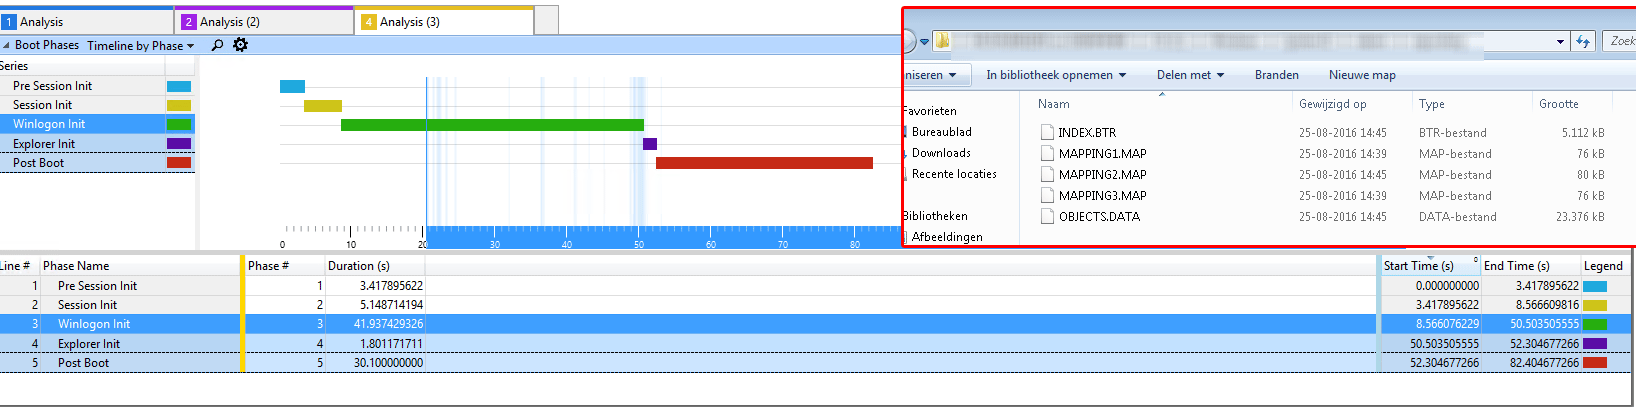 1 Analysis
2 Analysis (2)
4 Analysis (3)
Boot Phases Timeline by Phase
Series
Pre Session Init
Session Init
Winlogon Init
Explorer Init
Post Boot
0 10 20 30 40 50 60 70 80
Zoek
niseren In bibliotheek opnemen Delen met Branden Nieuwe map
Favorieten
Bureaublad
Downloads
Recente locaties
Bibliotheken
Afbeeldingen
Naam Gewijzigd op Type Grootte
INDEX.BTR 25-08-2016 14:45 BTR-bestand 5.112 kB
MAPPING1.MAP 25-08-2016 14:39 MAP-bestand 76 kB
MAPPING2.MAP 25-08-2016 14:45 MAP-bestand 80 kB
MAPPING3.MAP 25-08-2016 14:39 MAP-bestand 76 kB
OBJECTS.DATA 25-08-2016 14:45 DATA-bestand 23.376 kB
Line # Phase Name Phase # Duration (s) Start Time (s) 0 End Time (s) Legend
1 Pre Session Init 1 3.417895622 0.000000000 3.417895622
2 Session Init 2 5.148714194 3.417895622 8.566609816
3 Winlogon Init 3 41.937429326 8.566076229 50.503505555
4 Explorer Init 4 1.801171711 50.503505555 52.304677266
5 Post Boot 5 30.100000000 52.304677266 82.404677266